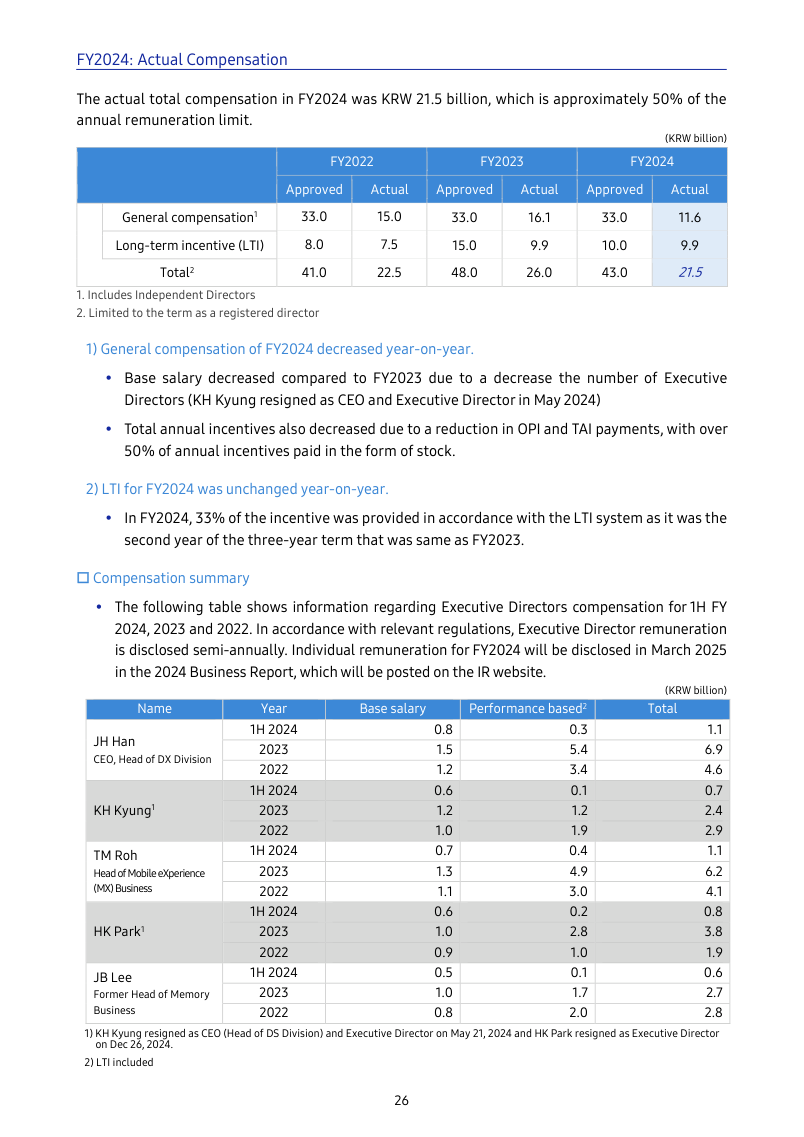 FY2024: Actual Compensation
The actual total compensation in FY2024 was KRW 21.5 billion, which is approximately 50% of the
annual remuneration limit.
(KRW billion)
FY2022 FY2023 FY2024
Approved Actual Approved Actual Approved Actual
General compensation1 33.0 15.0 33.0 16.1 33.0 11.6
Long-term incentive (LTI) 8.0 7.5 15.0 9.9 10.0 9.9
Total2 41.0 22.5 48.0 26.0 43.0 21.5
1. Includes Independent Directors
2. Limited to the term as a registered director
1) General compensation of FY2024 decreased year-on-year.
• Base salary decreased compared to FY2023 due to a decrease the number of Executive
Directors (KH Kyung resigned as CEO and Executive Director in May 2024)
• Total annual incentives also decreased due to a reduction in OPI and TAI payments, with over
50% of annual incentives paid in the form of stock.
2) LTI for FY2024 was unchanged year-on-year.
• In FY2024, 33% of the incentive was provided in accordance with the LTI system as it was the
second year of the three-year term that was same as FY2023.
☐ Compensation summary
• The following table shows information regarding Executive Directors compensation for 1H FY
2024, 2023 and 2022. In accordance with relevant regulations, Executive Director remuneration
is disclosed semi-annually. Individual remuneration for FY2024 will be disclosed in March 2025
in the 2024 Business Report, which will be posted on the IR website.
(KRW billion)
Name Year Base salary Performance based2 Total
JH Han
CEO, Head of DX Division
1H 2024 0.8 0.3 1.1
2023 1.5 5.4 6.9
2022 1.2 3.4 4.6
KH Kyung1
1H 2024 0.6 0.1 0.7
2023 1.2 1.2 2.4
2022 1.0 1.9 2.9
TM Roh
Head of Mobile eXperience
(MX) Business
1H 2024 0.7 0.4 1.1
2023 1.3 4.9 6.2
2022 1.1 3.0 4.1
HK Park1
1H 2024 0.6 0.2 0.8
2023 1.0 2.8 3.8
2022 0.9 1.0 1.9
JB Lee
Former Head of Memory
Business
1H 2024 0.5 0.1 0.6
2023 1.0 1.7 2.7
2022 0.8 2.0 2.8
1) KH Kyung resigned as CEO (Head of DS Division) and Executive Director on May 21, 2024 and HK Park resigned as Executive Director
on Dec 26, 2024.
2) LTI included
26